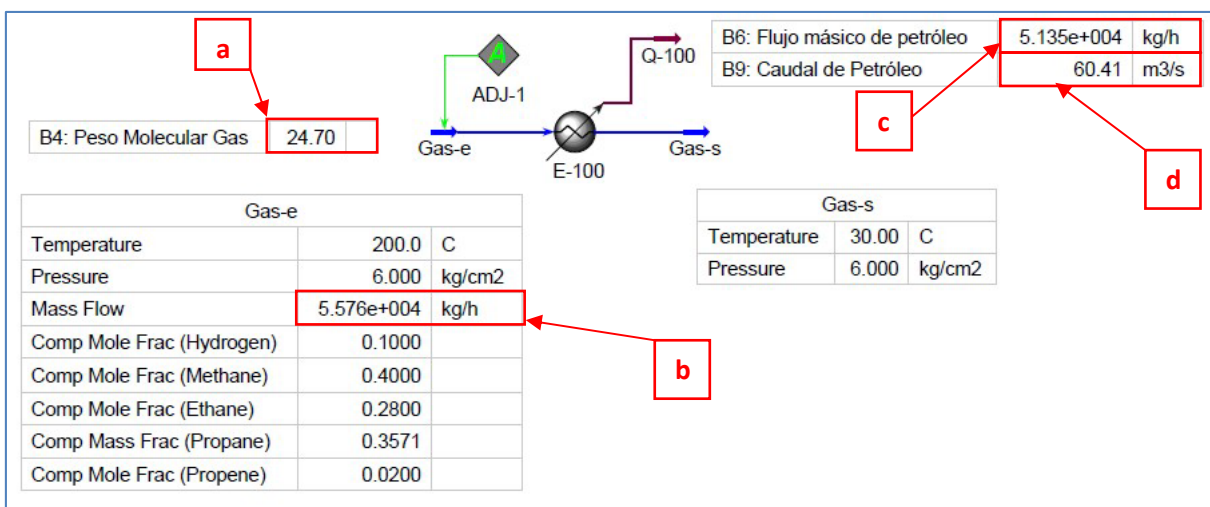 a
A
ADJ-1
Q-100
Gas-e
E-100
Gas-s
B6: Flujo másico de petróleo 5.135e+004 kg/h
B9: Caudal de Petróleo 60.41 m3/s
c
d
B4: Peso Molecular Gas 24.70
Gas-e
Temperature 200.0 C
Pressure 6.000 kg/cm2
Mass Flow 5.576e+004 kg/h
Comp Mole Frac (Hydrogen) 0.1000
Comp Mole Frac (Methane) 0.4000
Comp Mole Frac (Ethane) 0.2800
Comp Mass Frac (Propane) 0.3571
Comp Mole Frac (Propene) 0.0200
b
Gas-s
Temperature 30.00 C
Pressure 6.000 kg/cm2